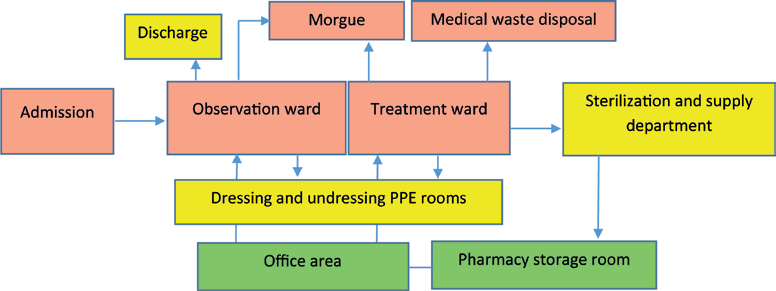 Morgue
Medical waste disposal
Discharge
Admission
Observation ward
Treatment ward
Sterilization and supply
department
Dressing and undressing PPE rooms
Office area
Pharmacy storage room